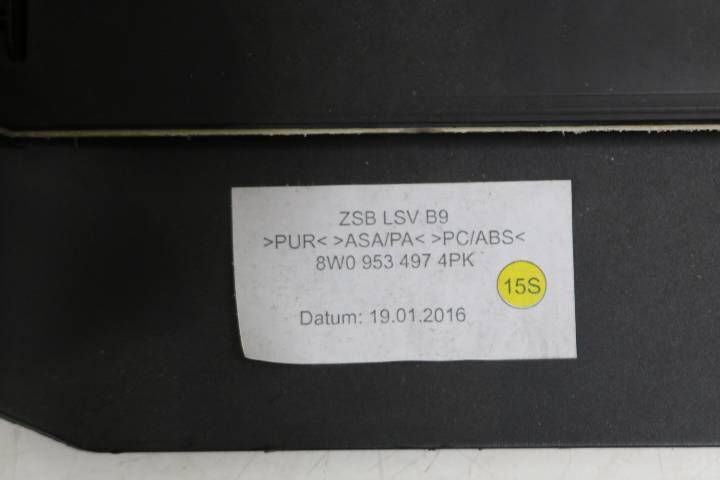 ZSB LSV B9
>PUR< >ASA/PA< >PC/ABS<
8W0 953 497 4PK
15S
Datum: 19.01.2016